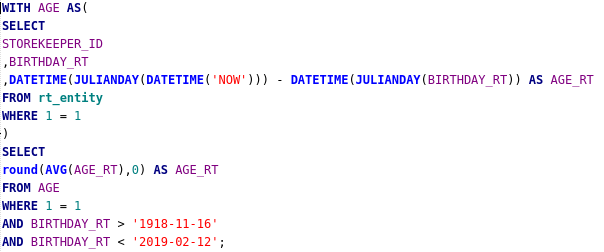 WITH AGE AS(
SELECT
STOREKEEPER_ID
,BIRTHDAY_RT
,DATETIME(JULIANDAY(DATETIME('NOW'))) - DATETIME(JULIANDAY(BIRTHDAY_RT)) AS AGE_RT
FROM rt_entity
WHERE 1 = 1
)
SELECT
round(AVG(AGE_RT),0) AS AGE_RT
FROM AGE
WHERE 1 = 1
AND BIRTHDAY_RT > '1918-11-16'
AND BIRTHDAY_RT < '2019-02-12';